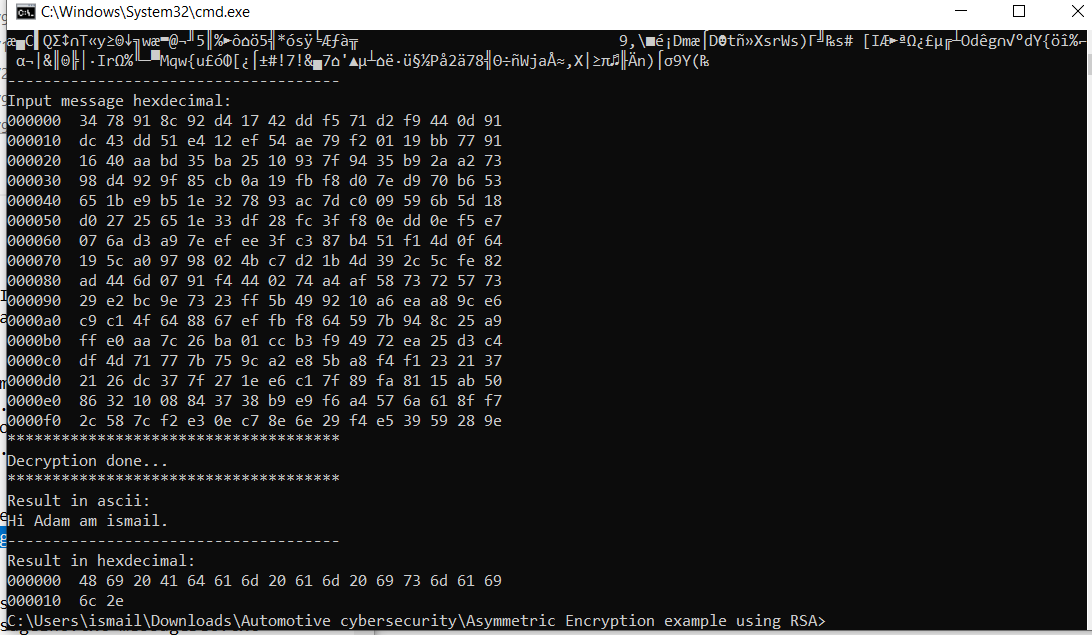 C:\Windows\System32\cmd.exe
-------------------------------------
Input message hexdecimal:
000000 34 78 91 8c 92 d4 17 42 dd f5 71 d2 f9 44 0d 91
000010 dc 43 dd 51 e4 12 ef 54 ae 79 f2 01 19 bb 77 91
000020 16 40 aa bd 35 ba 25 10 93 7f 94 35 b9 2a a2 73
000030 98 d4 92 9f 85 cb 0a 19 fb f8 d0 7e d9 70 b6 53
000040 65 1b e9 b5 1e 32 78 93 ac 7d c0 09 59 6b 5d 18
000050 d0 27 25 65 1e 33 df 28 fc 3f f8 0e dd 0e f5 e7
000060 07 6a d3 a9 7e ef ee 3f c3 87 b4 51 f1 4d 0f 64
000070 19 5c a0 97 98 02 4b c7 d2 1b 4d 39 2c 5c fe 82
000080 ad 44 6d 07 91 f4 44 02 74 a4 af 58 73 72 57 73
000090 29 e2 bc 9e 73 23 ff 5b 49 92 10 a6 ea a8 9c e6
0000a0 c9 c1 4f 64 88 67 ef fb f8 64 59 7b 94 8c 25 a9
0000b0 ff e0 aa 7c 26 ba 01 cc b3 f9 49 72 ea 25 d3 c4
0000c0 df 4d 71 77 7b 75 9c a2 e8 5b a8 f4 f1 23 21 37
0000d0 21 26 dc 37 7f 27 1e e6 c1 7f 89 fa 81 15 ab 50
0000e0 86 32 10 08 84 37 38 b9 e9 f6 a4 57 6a 61 8f f7
0000f0 2c 58 7c f2 e3 0e c7 8e 6e 29 f4 e5 39 59 28 9e
*************************************
Decryption done...
*************************************
Result in ascii:
Hi Adam am ismail.
-------------------------------------
Result in hexdecimal:
000000 48 69 20 41 64 61 6d 20 61 6d 20 69 73 6d 61 69
000010 6c 2e
C:\Users\ismail\Downloads\Automotive cybersecurity\Asymmetric Encryption example using RSA>